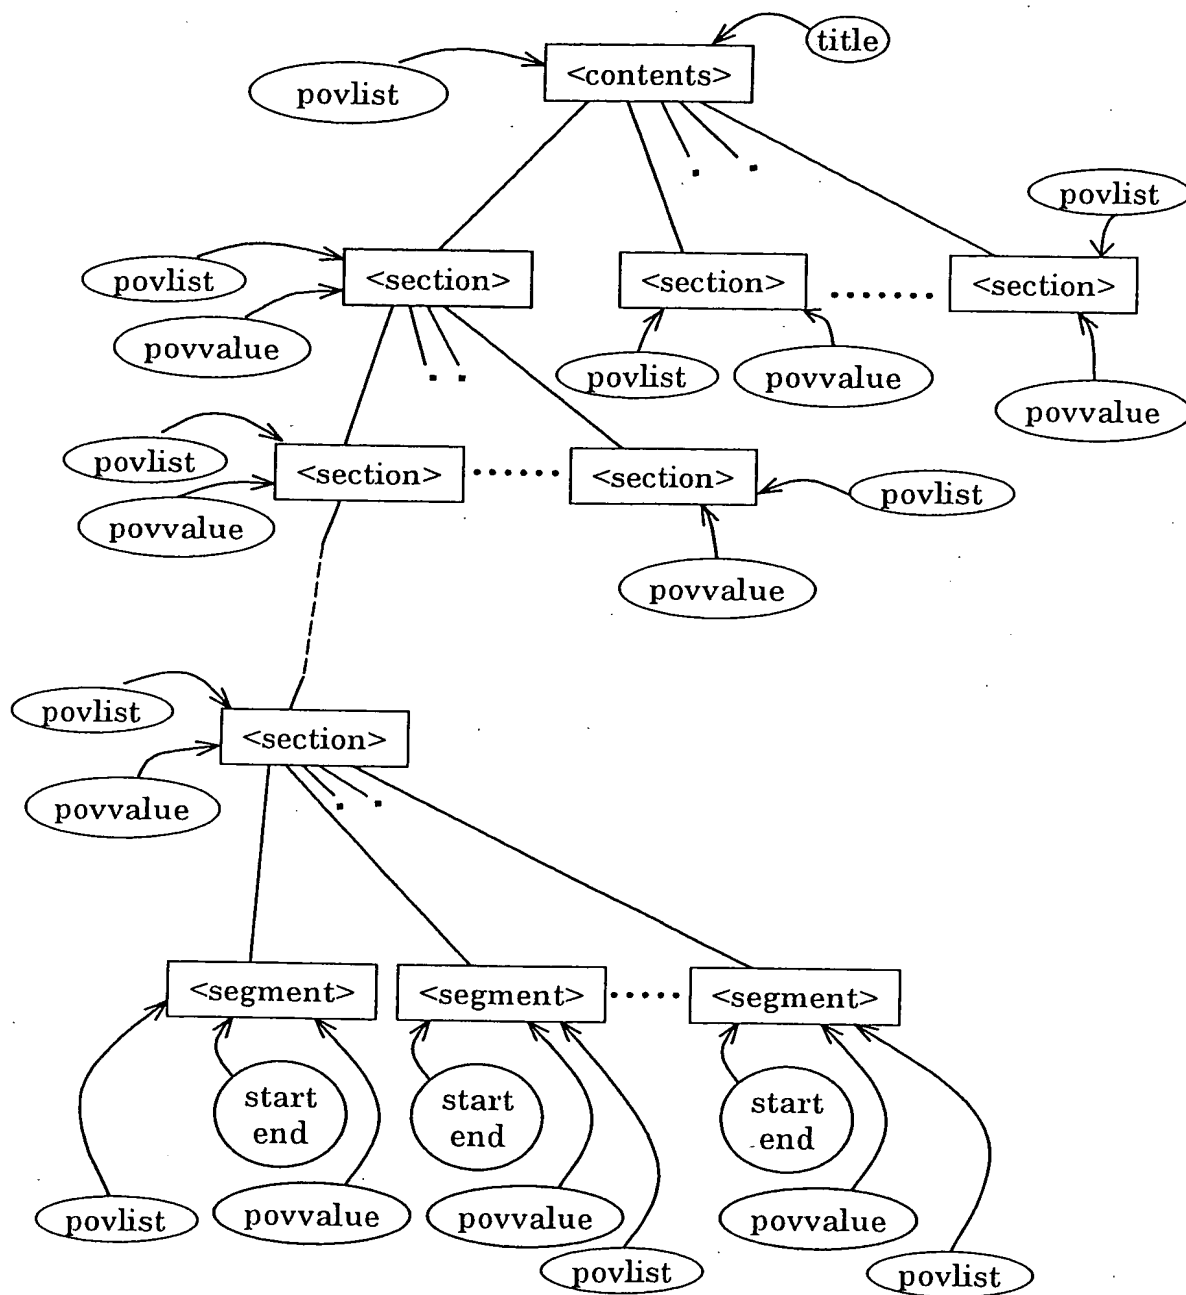 title
<contents>
povlist
povlist
povlist
<section>
<section>
<section>
povvalue
povlist
povvalue
povvalue
povlist
<section>
<section>
povlist
povvalue
povvalue
povlist
<section>
povvalue
<segment>
<segment>
<segment>
start
end
start
end
start
end
povlist
povvalue
povvalue
povvalue
povlist
povlist